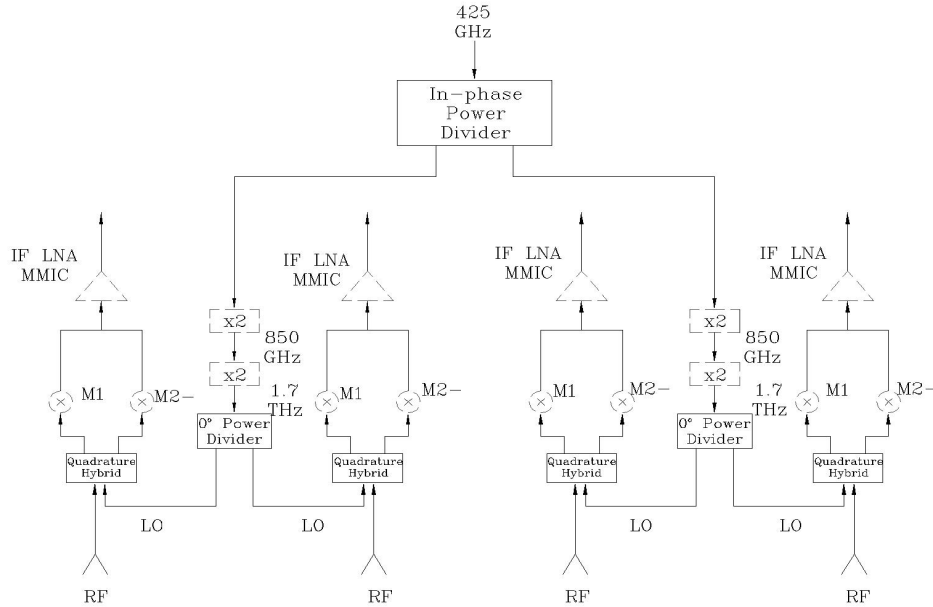 425
GHz
In-phase
Power
Divider
IF LNA
MMIC
IF LNA
MMIC
IF LNA
MMIC
IF LNA
MMIC
x2
850
GHz
x2
1.7
THz
x2
850
GHz
x2
1.7
THz
M1
M2-
M1
M2-
M1
M2-
M1
M2-
0° Power
Divider
0° Power
Divider
Quadrature
Hybrid
Quadrature
Hybrid
Quadrature
Hybrid
Quadrature
Hybrid
LO
LO
LO
LO
RF
RF
RF
RF